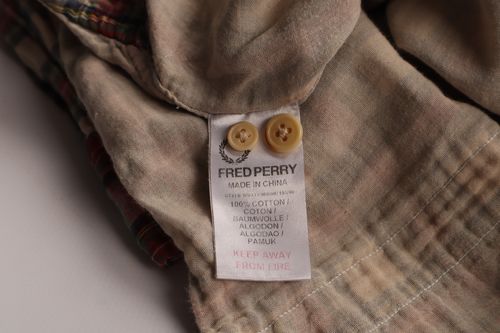 FRED PERRY
MADE IN CHINA
100% COTTON /
COTON /
BAUMWOLLE /
ALGODON /
ALGODAO /
PAMUK
KEEP AWAY
FROM FIRE